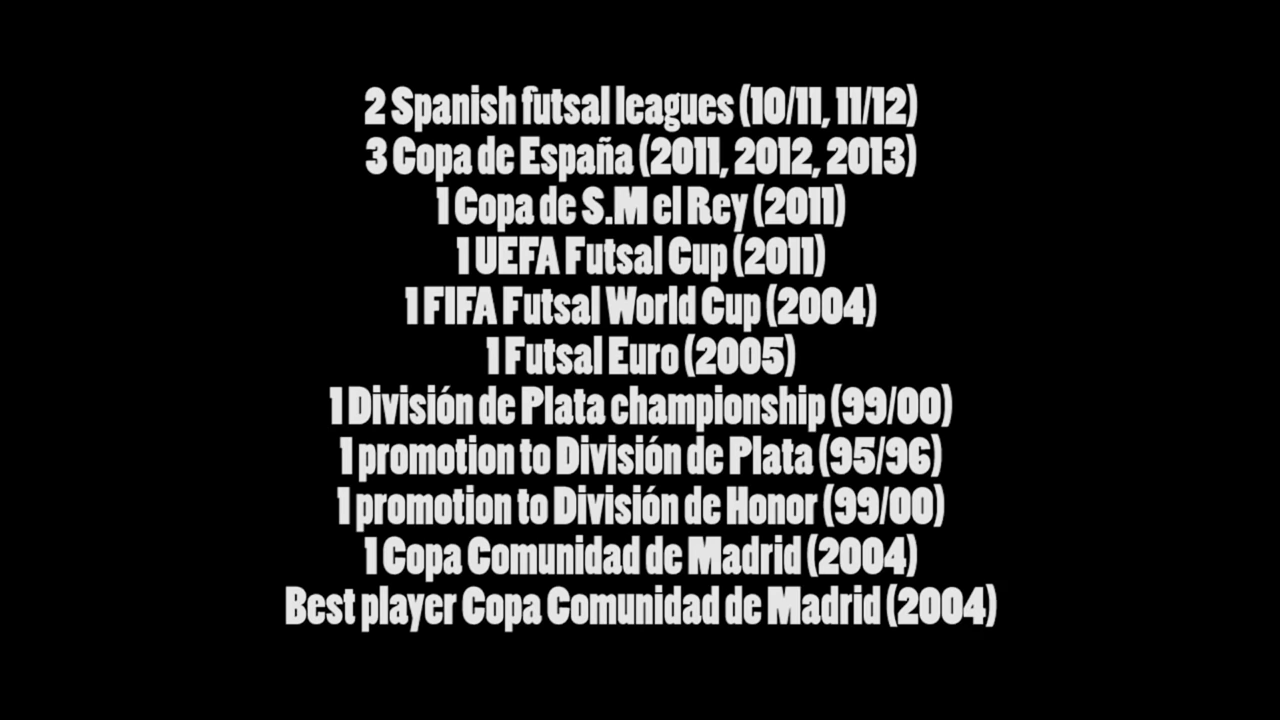 2 Spanish futsal leagues (10/11, 11/12)
3 Copa de España (2011, 2012, 2013)
1 Copa de S.M el Rey (2011)
1 UEFA Futsal Cup (2011)
1 FIFA Futsal World Cup (2004)
1 Futsal Euro (2005)
1 División de Plata championship (99/00)
1 promotion to División de Plata (95/96)
1 promotion to División de Honor (99/00)
1 Copa Comunidad de Madrid (2004)
Best player Copa Comunidad de Madrid (2004)